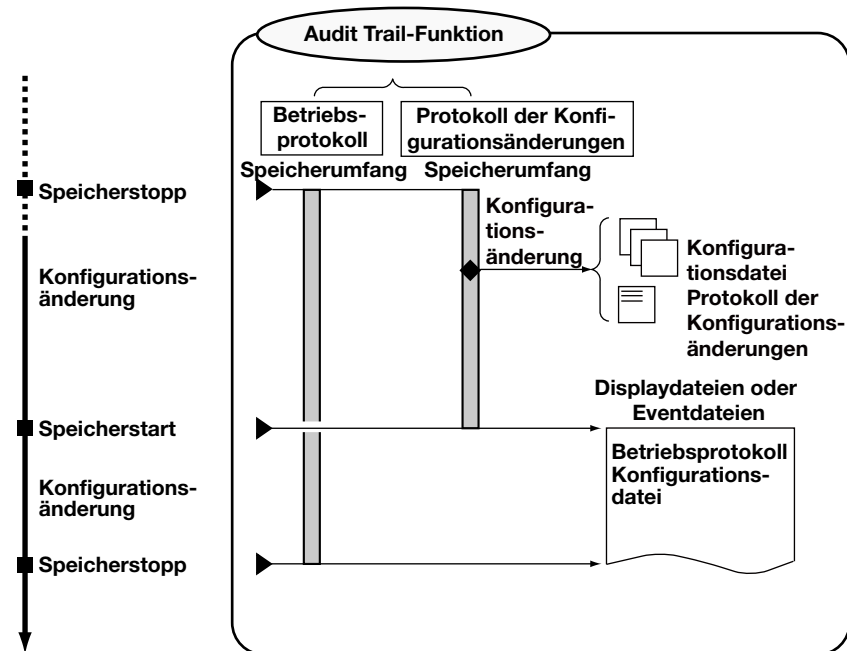 Audit Trail-Funktion
Betriebs-
protokoll
Protokoll der Konfi-
gurationsänderungen
Speicherumfang
Speicherumfang
Speicherstopp
Konfigura-
tions-
änderung
Konfigura-
tionsdatei
Protokoll der
Konfigurations-
änderungen
Konfigurations-
änderung
Displaydateien oder
Eventdateien
Speicherstart
Betriebsprotokoll
Konfigurations-
datei
Konfigurations-
änderung
Speicherstopp